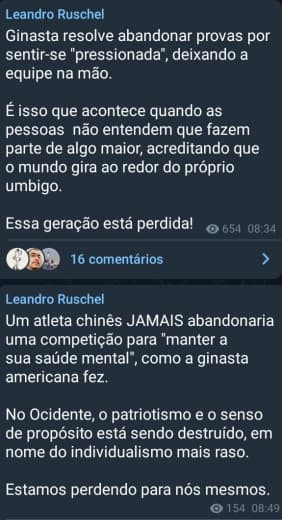 Leandro Ruschel
Ginasta resolve abandonar provas por
sentir-se "pressionada", deixando a
equipe na mão.
É isso que acontece quando as
pessoas não entendem que fazem
parte de algo maior, acreditando que
o mundo gira ao redor do próprio
umbigo.
Essa geração está perdida! 654 08:34
16 comentários
Leandro Ruschel
Um atleta chinês JAMAIS abandonaria
uma competição para "manter a
sua saúde mental", como a ginasta
americana fez.
No Ocidente, o patriotismo e o senso
de propósito está sendo destruído, em
nome do individualismo mais raso.
Estamos perdendo para nós mesmos.
154 08:49